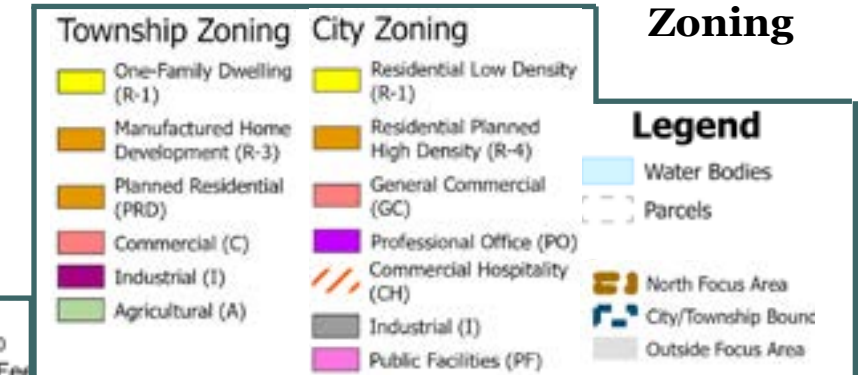 Zoning
Township Zoning
One-Family Dwelling
(R-1)
Manufactured Home
Development (R-3)
Planned Residential
(PRD)
Commercial (C)
Industrial (I)
Agricultural (A)
City Zoning
Residential Low Density
(R-1)
Residential Planned
High Density (R-4)
General Commercial
(GC)
Professional Office (PO)
Commercial Hospitality
(CH)
Industrial (I)
Public Facilities (PF)
Legend
Water Bodies
Parcels
North Focus Area
City/Township Bounc
Outside Focus Area